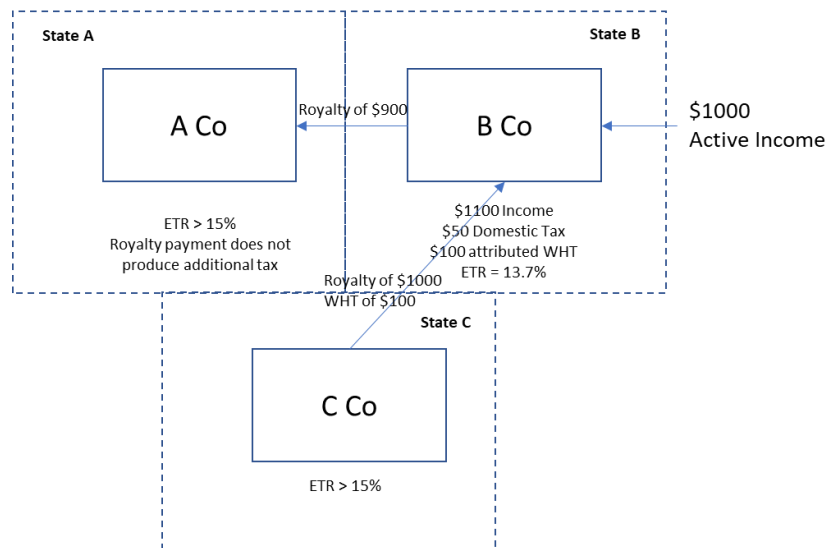 State A
State B
A Co
Royalty of $900
B Co
$1000
Active Income
ETR > 15%
Royalty payment does not
produce additional tax
$1100 Income
$50 Domestic Tax
$100 attributed WHT
ETR = 13.7%
Royalty of $1000
WHT of $100
State C
C Co
ETR > 15%